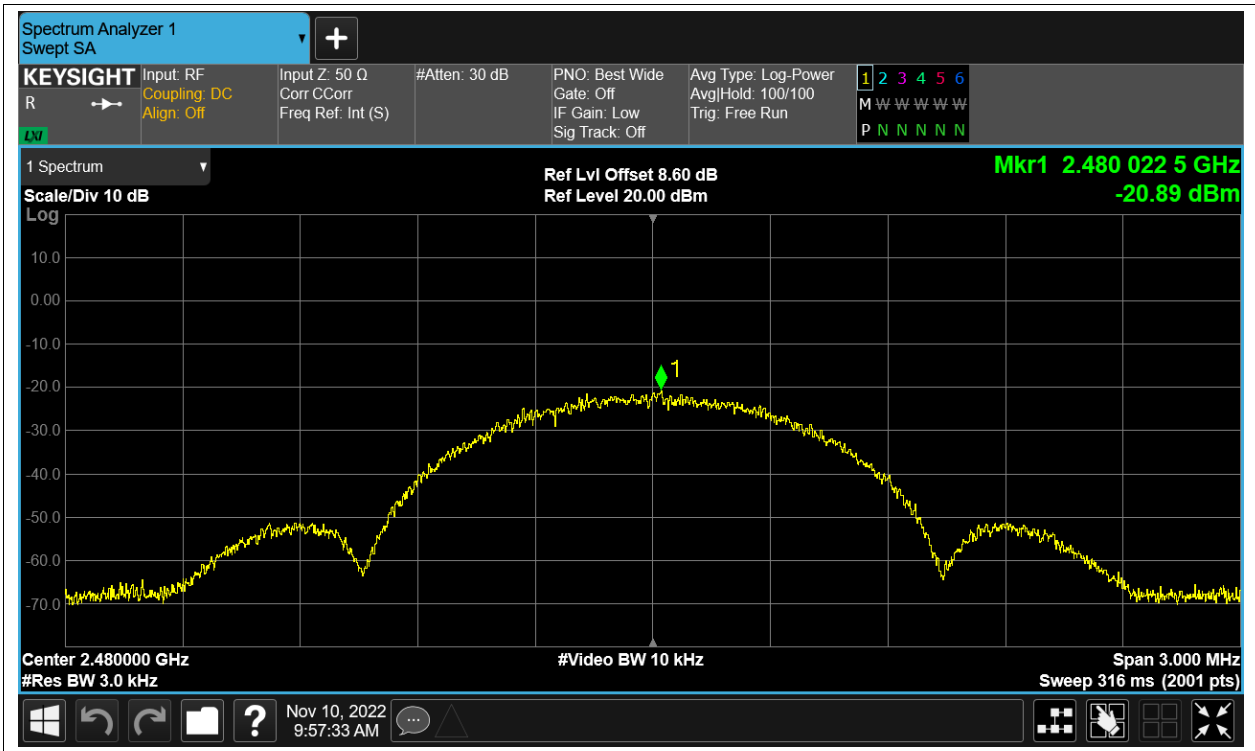 Spectrum Analyzer 1
Swept SA
KEYSIGHT
R
LXI
Input: RF
Coupling: DC
Align: Off
Input Z: 50 Ω
Corr CCorr
Freq Ref: Int (S)
#Atten: 30 dB
PNO: Best Wide
Gate: Off
IF Gain: Low
Sig Track: Off
Avg Type: Log-Power
Avg|Hold: 100/100
Trig: Free Run
1 2 3 4 5 6
M W W W W W
P N N N N N
1 Spectrum
Scale/Div 10 dB
Log
Ref Lvl Offset 8.60 dB
Ref Level 20.00 dBm
Mkr1 2.480 022 5 GHz
-20.89 dBm
10.0
0.00
-10.0
1
-20.0
-30.0
-40.0
-50.0
-60.0
-70.0
Center 2.480000 GHz
#Res BW 3.0 kHz
#Video BW 10 kHz
Span 3.000 MHz
Sweep 316 ms (2001 pts)
?
Nov 10, 2022
9:57:33 AM